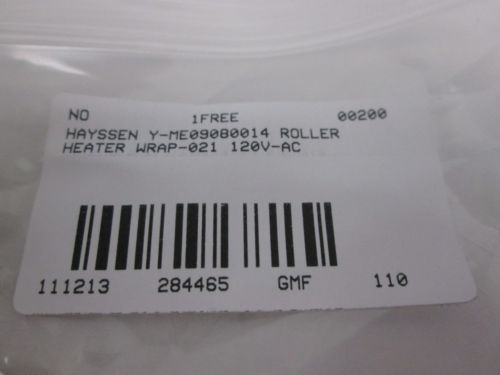 NO 1FREE 00200
HAYSSEN Y-ME09080014 ROLLER
HEATER WRAP-021 120V-AC
111213 284465 GMF 110